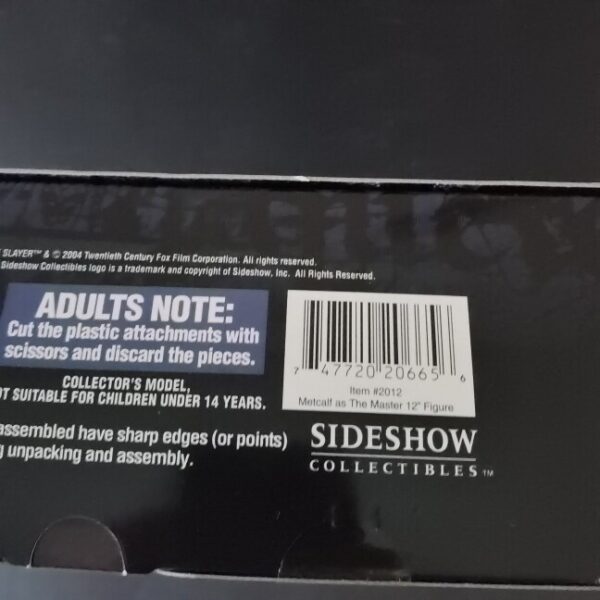 SLAYER™ & © 2004 Twentieth Century Fox Film Corporation. All rights reserved.
Sideshow Collectibles logo is a trademark and copyright of Sideshow, Inc. All Rights Reserved.
ADULTS NOTE:
Cut the plastic attachments with
scissors and discard the pieces.
COLLECTOR'S MODEL,
OT SUITABLE FOR CHILDREN UNDER 14 YEARS.
assembled have sharp edges (or points)
g unpacking and assembly.
7 47720 20665 6
Item #2012
Metcalf as The Master 12" Figure
SIDESHOW
COLLECTIBLES™